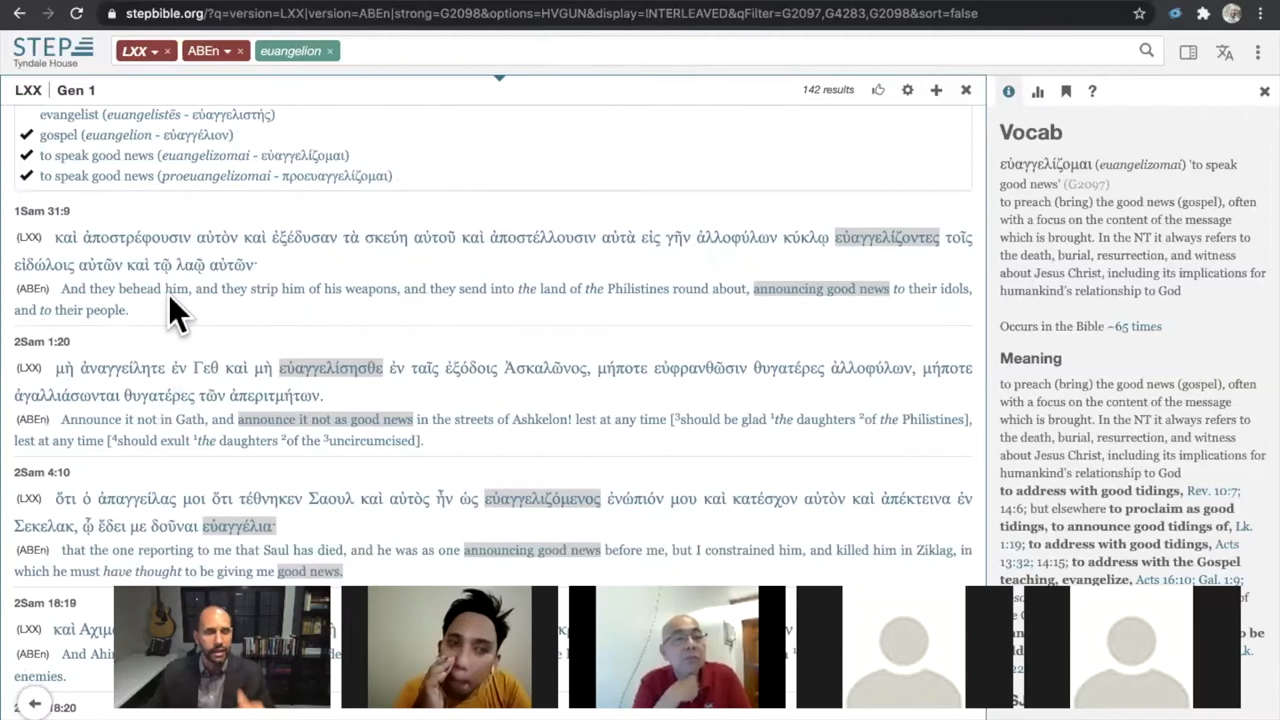 stepbible.org/?q=version=LXX|version=ABEn|strong=G2098&options=HVGUN&display=INTERLEAVED&qFilter=G2097,G4283,G2098&sort=false
STEP
Tyndale House
LXX × ABEn × euangelion ×
LXX | Gen 1
142 results
evangelist (euangelistēs - εὐαγγελιστής)
gospel (euangelion - εὐαγγέλιον)
to speak good news (euangelizomai - εὐαγγελίζομαι)
to speak good news (proeuangelizomai - προευαγγελίζομαι)
1Sam 31:9
(LXX) καὶ ἀποστρέφουσιν αὐτὸν καὶ ἐξέδυσαν τὰ σκεύη αὐτοῦ καὶ ἀποστέλλουσιν αὐτὰ εἰς γῆν ἀλλοφύλων κύκλῳ εὐαγγελίζοντες τοῖς
εἰδώλοις αὐτῶν καὶ τῷ λαῷ αὐτῶν·
(ABEn) And they behead him, and they strip him of his weapons, and they send into the land of the Philistines round about, announcing good news to their idols,
and to their people.
2Sam 1:20
(LXX) μὴ ἀναγγείλητε ἐν Γεθ καὶ μὴ εὐαγγελίσησθε ἐν ταῖς ἐξόδοις Ἀσκαλῶνος, μήποτε εὐφρανθῶσιν θυγατέρες ἀλλοφύλων, μήποτε
ἀγαλλιάσωνται θυγατέρες τῶν ἀπεριτμήτων.
(ABEn) Announce it not in Gath, and announce it not as good news in the streets of Ashkelon! lest at any time [³should be glad ¹the daughters ²of the Philistines],
lest at any time [⁴should exult ¹the daughters ²of the ³uncircumcised].
2Sam 4:10
(LXX) ὅτι ὁ ἀπαγγείλας μοι ὅτι τέθνηκεν Σαουλ καὶ αὐτὸς ἦν ὡς εὐαγγελιζόμενος ἐνώπιόν μου καὶ κατέσχον αὐτὸν καὶ ἀπέκτεινα ἐν
Σεκελακ, ᾧ ἔδει με δοῦναι εὐαγγέλια·
(ABEn) that the one reporting to me that Saul has died, and he was as one announcing good news before me, but I constrained him, and killed him in Ziklag, in
which he must have thought to be giving me good news.
2Sam 18:19
(LXX) καὶ Αχιμ
(ABEn) And Ahi
enemies.
18:20
Vocab
εὐαγγελίζομαι (euangelizomai) 'to speak
good news' (G2097)
to preach (bring) the good news (gospel), often
with a focus on the content of the message
which is brought. In the NT it always refers to
the death, burial, resurrection, and witness
about Jesus Christ, including its implications for
humankind's relationship to God
Occurs in the Bible ~65 times
Meaning
to preach (bring) the good news (gospel), often
with a focus on the content of the message
which is brought. In the NT it always refers to
the death, burial, resurrection, and witness
about Jesus Christ, including its implications for
humankind's relationship to God
to address with good tidings, Rev. 10:7;
14:6; but elsewhere to proclaim as good
tidings, to announce good tidings of, Lk.
1:19; to address with good tidings, Acts
13:32; 14:15; to address with the Gospel
teaching, evangelize, Acts 16:10; Gal. 1:9;
of
be
Lk.